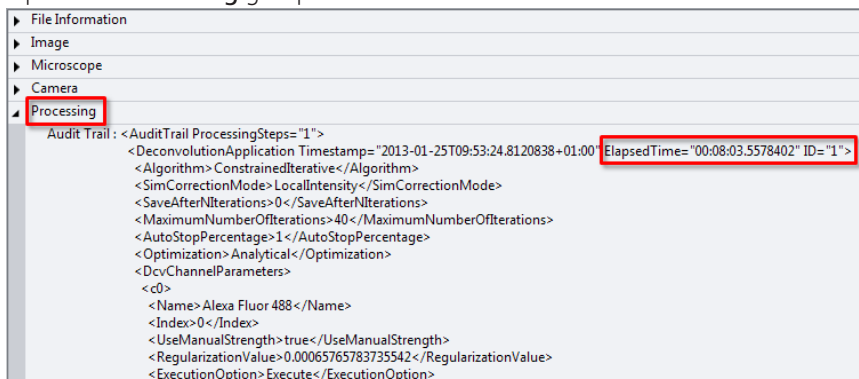 File Information
Image
Microscope
Camera
Processing
Audit Trail : <AuditTrail ProcessingSteps="1">
<DeconvolutionApplication Timestamp="2013-01-25T09:53:24.8120838+01:00" ElapsedTime="00:08:03.5578402" ID="1">
<Algorithm>ConstrainedIterative</Algorithm>
<SimCorrectionMode>LocalIntensity</SimCorrectionMode>
<SaveAfterNIterations>0</SaveAfterNIterations>
<MaximumNumberOfIterations>40</MaximumNumberOfIterations>
<AutoStopPercentage>1</AutoStopPercentage>
<Optimization>Analytical</Optimization>
<DcvChannelParameters>
<c0>
<Name>Alexa Fluor 488</Name>
<Index>0</Index>
<UseManualStrength>true</UseManualStrength>
<RegularizationValue>0.00065765783735542</RegularizationValue>
<ExecutionOption>Execute</ExecutionOption>